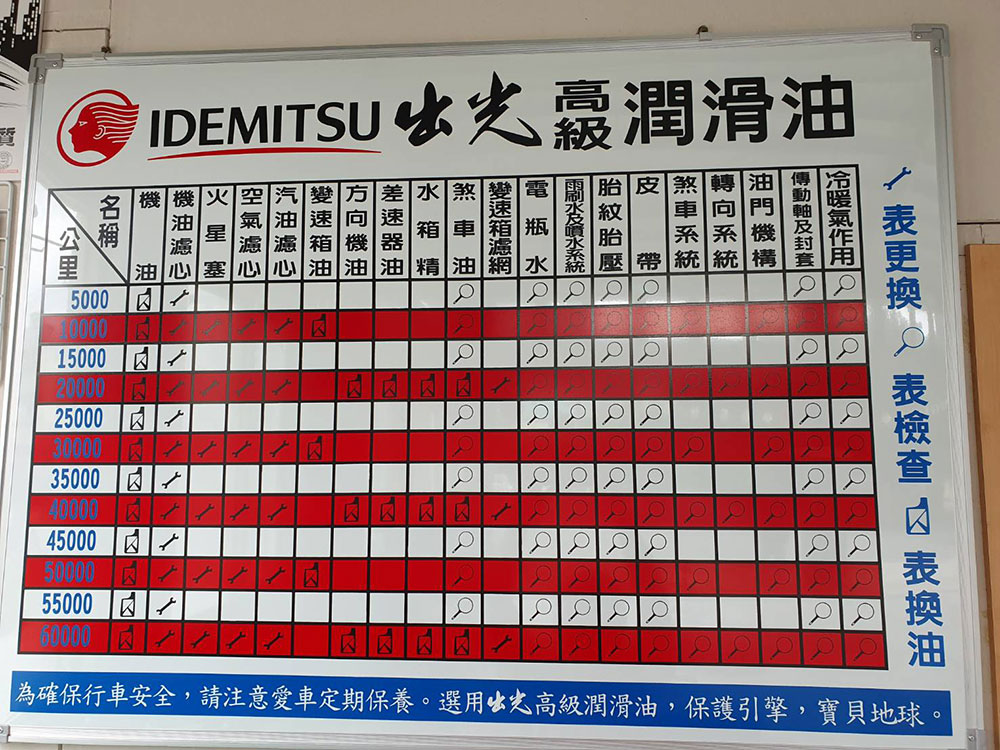 質
IDEMITSU 出光 高級 潤滑油
名稱
公里
機油
機油濾心
火星塞
空氣濾心
汽油濾心
變速箱油
方向機油
差速器油
水箱精
煞車油
變速箱濾網
電瓶水
雨刷水及噴水系統
胎紋胎壓
皮帶
煞車系統
轉向系統
油門機構
傳動軸及封套
冷暖氣作用
5000
10000
15000
20000
25000
30000
35000
40000
45000
50000
55000
60000
表更換
表檢查
表換油
為確保行車安全，請注意愛車定期保養。選用出光高級潤滑油，保護引擎，寶貝地球。